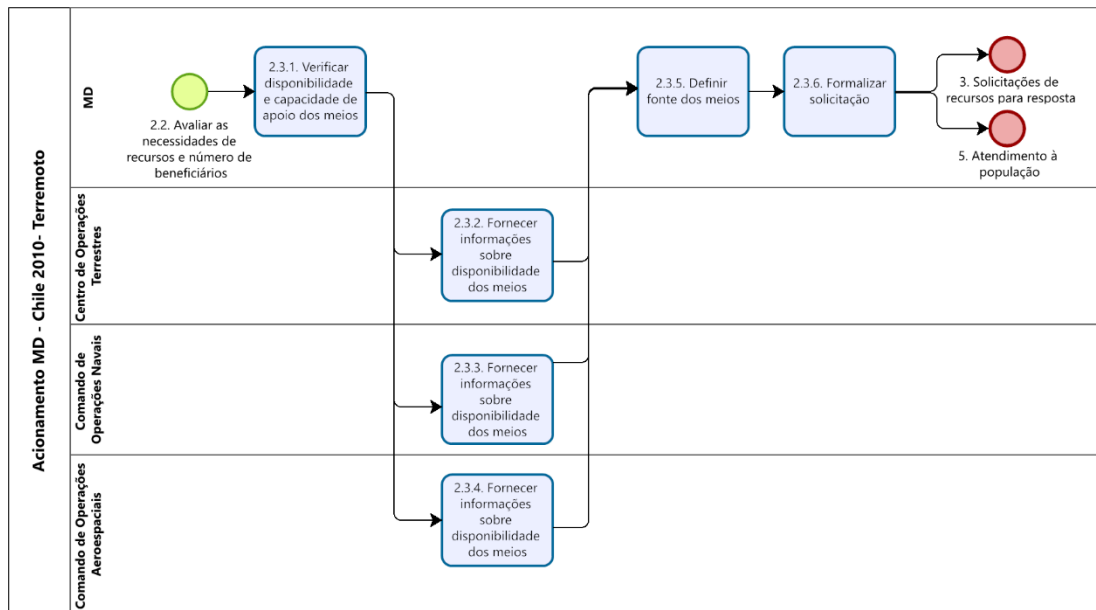 Acionamento MD - Chile 2010- Terremoto
MD
2.2. Avaliar as
necessidades de
recursos e número de
beneficiários
2.3.1. Verificar
disponibilidade
e capacidade de
apoio dos meios
2.3.5. Definir
fonte dos meios
2.3.6. Formalizar
solicitação
3. Solicitações de
recursos para resposta
5. Atendimento à
população
Centro de Operações
Terrestres
2.3.2. Fornecer
informações
sobre
disponibilidade
dos meios
Comando de
Operações Navais
2.3.3. Fornecer
informações
sobre
disponibilidade
dos meios
Comando de Operações
Aeroespaciais
2.3.4. Fornecer
informações
sobre
disponibilidade
dos meios